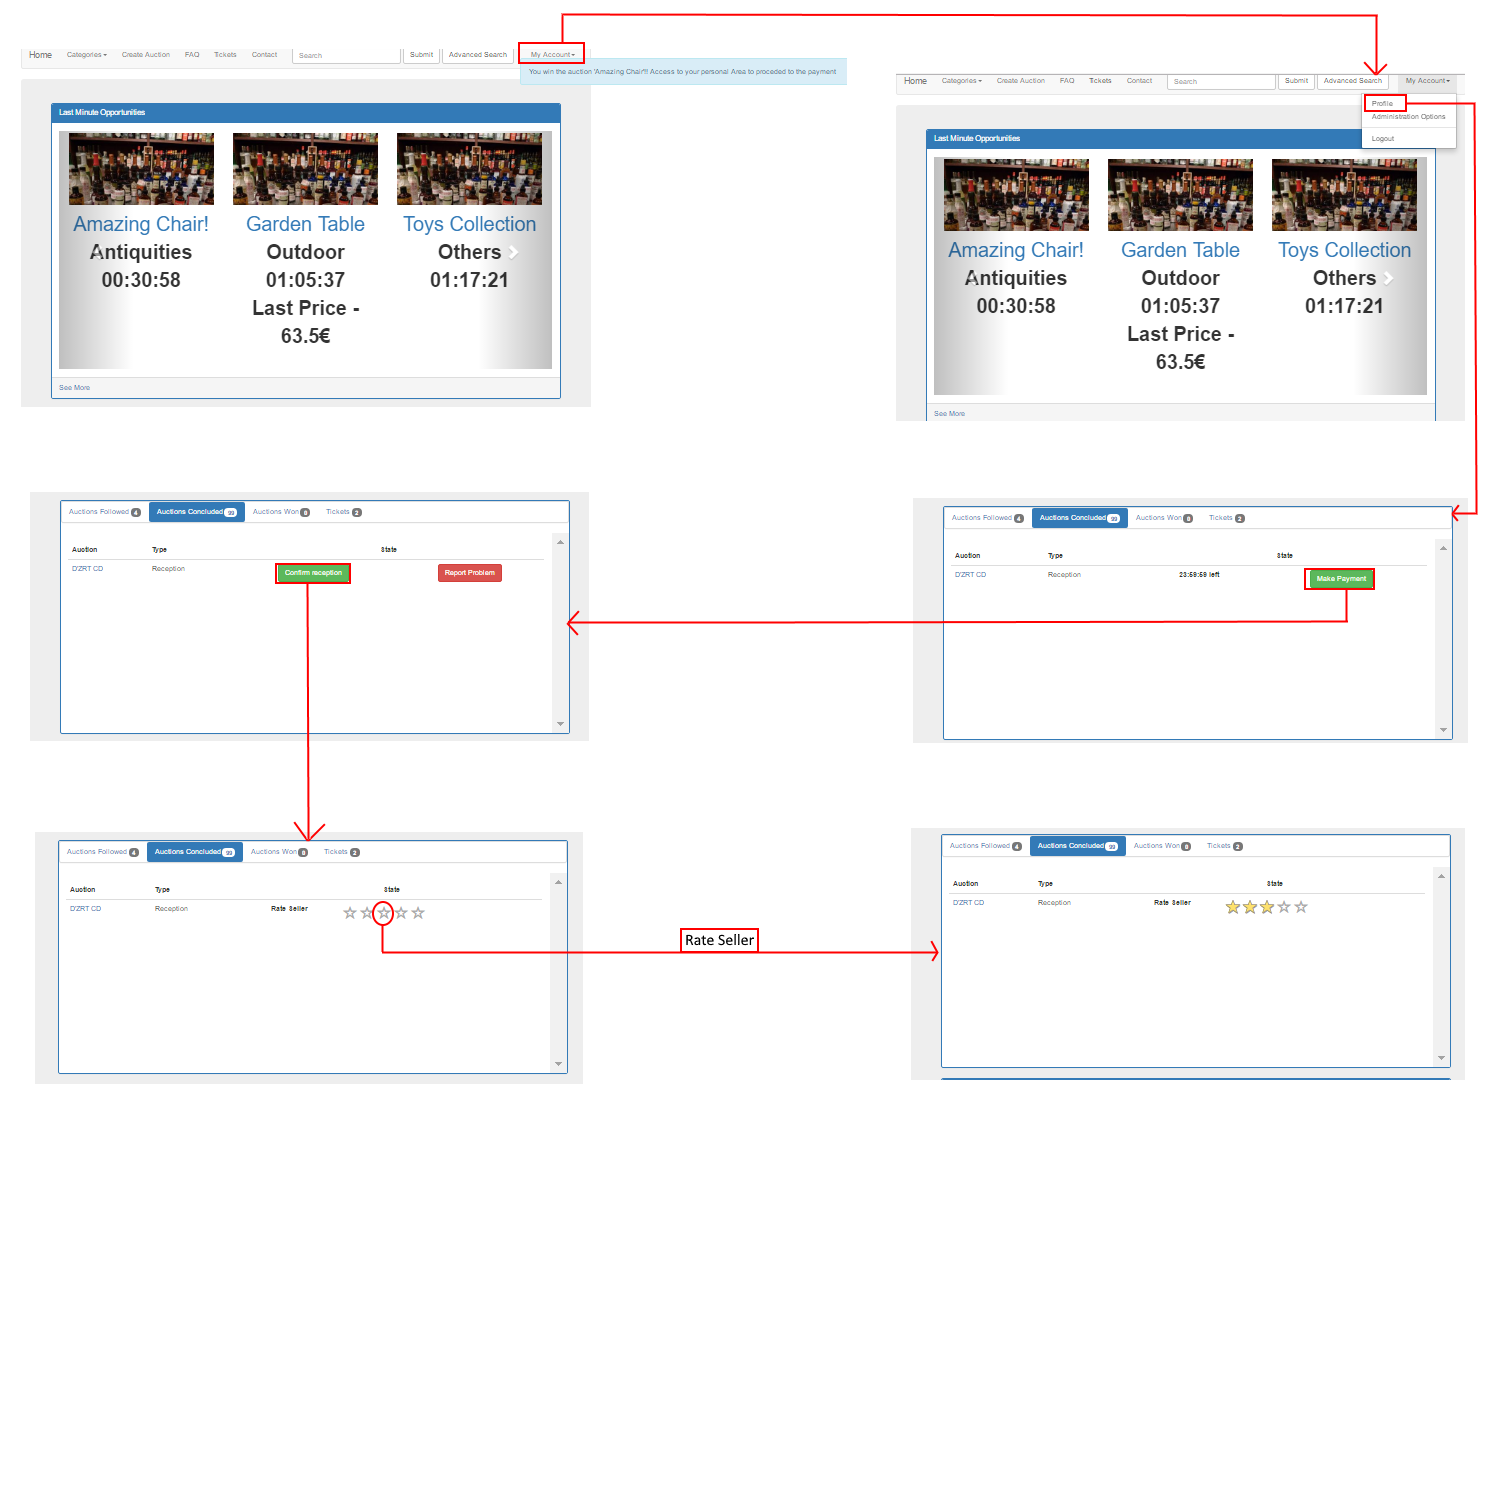 Home Categories Create Auction FAQ Tickets Contact Search Submit Advanced Search My Account
You win the auction 'Amazing Chair'!! Access to your personal Area to proceded to the payment
Last Minute Opportunities
Amazing Chair! Garden Table Toys Collection
Antiquities Outdoor Others
00:30:58 01:05:37 01:17:21
Last Price -
63.5€
See More
Home Categories Create Auction FAQ Tickets Contact Search Submit Advanced Search My Account
Profile
Administration Options
Logout
Last Minute Opportunities
Amazing Chair! Garden Table Toys Collection
Antiquities Outdoor Others
00:30:58 01:05:37 01:17:21
Last Price -
63.5€
See More
Auctions Followed 4 Auctions Concluded 99 Auctions Won 8 Tickets 2
Auction Type State
D'ZRT CD Reception 23:59:59 left Make Payment
Auctions Followed 4 Auctions Concluded 99 Auctions Won 8 Tickets 2
Auction Type State
D'ZRT CD Reception Confirm reception Report Problem
Auctions Followed 4 Auctions Concluded 99 Auctions Won 8 Tickets 2
Auction Type State
D'ZRT CD Reception Rate Seller
Rate Seller
Auctions Followed 4 Auctions Concluded 99 Auctions Won 8 Tickets 2
Auction Type State
D'ZRT CD Reception Rate Seller